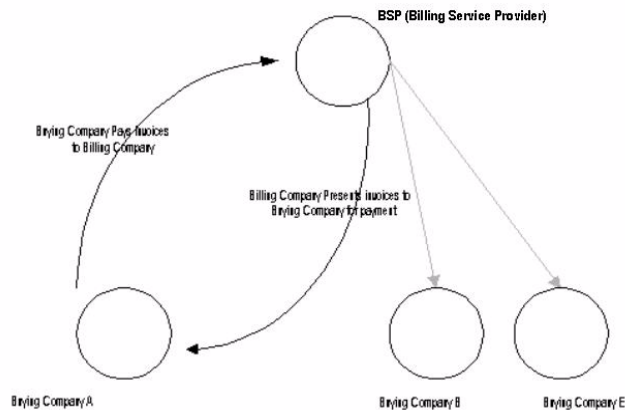 BSP (Billing Service Provider)
Buying Company Pays Invoices
to Billing Company
Billing Company Presents invoices to
Buying Company for payment
Buying Company A
Buying Company B
Buying Company E